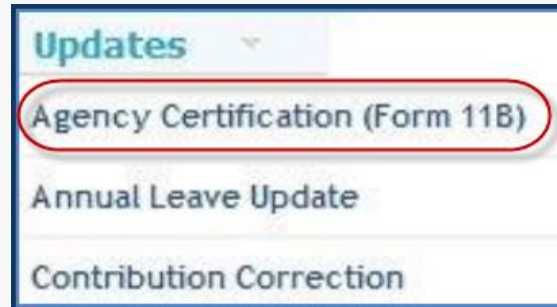 Updates
Agency Certification (Form 11B)
Annual Leave Update
Contribution Correction